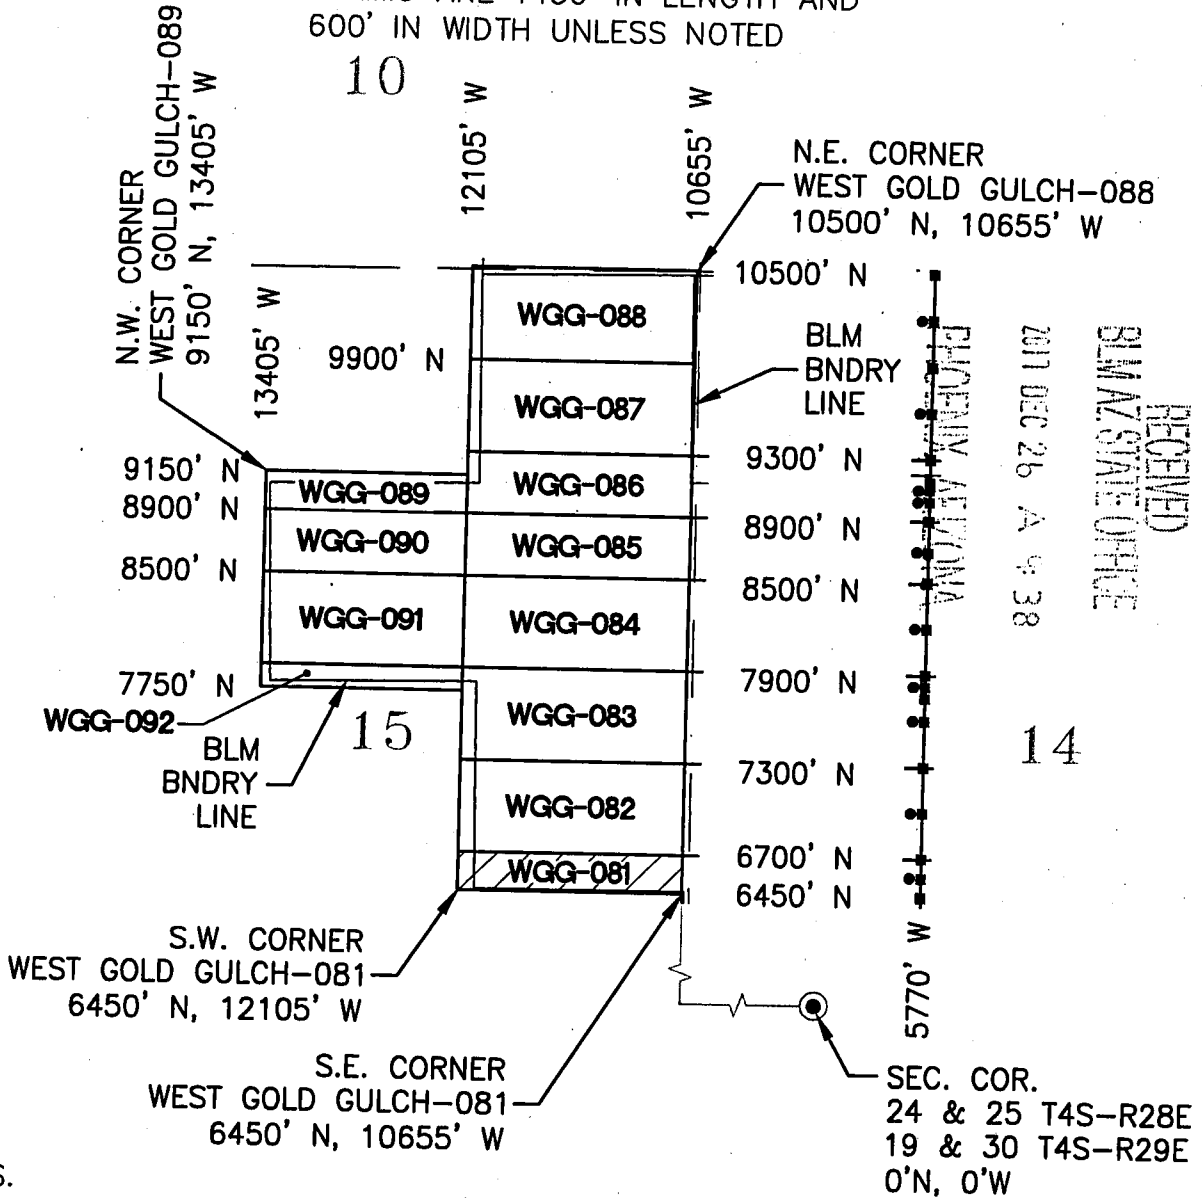 600' IN WIDTH UNLESS NOTED
10
N.W. CORNER
WEST GOLD GULCH-089
9150' N, 13405' W
12105' W
10655' W
N.E. CORNER
WEST GOLD GULCH-088
10500' N, 10655' W
13405' W
9900' N
10500' N
WGG-088
BLM
BNDRY
LINE
WGG-087
9150' N
9300' N
WGG-089
WGG-086
8900' N
8900' N
WGG-090
WGG-085
8500' N
8500' N
WGG-091
WGG-084
7750' N
7900' N
WGG-092
WGG-083
15
14
BLM
BNDRY
LINE
7300' N
WGG-082
6700' N
WGG-081
6450' N
5770' W
S.W. CORNER
WEST GOLD GULCH-081
6450' N, 12105' W
S.E. CORNER
WEST GOLD GULCH-081
6450' N, 10655' W
SEC. COR.
24 & 25 T4S-R28E
19 & 30 T4S-R29E
0'N, 0'W
S.
RECEIVED
BLM AZ STATE OFFICE
2017 DEC 26 A 9:38
PHOENIX, ARIZONA